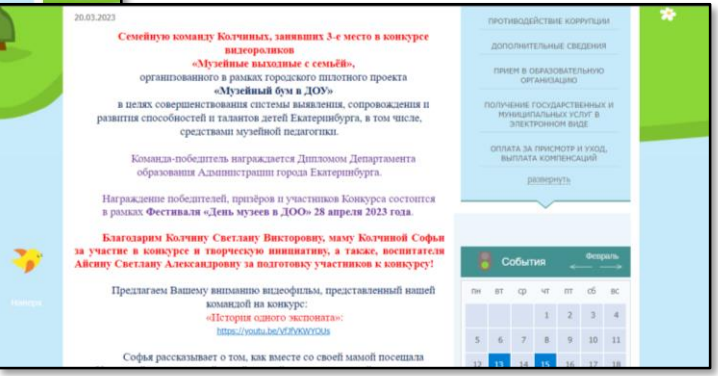 20.03.2023
Семейную команду Колчиных, занявших 3-е место в конкурсе
видеороликов
«Музейные выходные с семьёй»,
организованного в рамках городского пилотного проекта
«Музейный бум в ДОУ»
в целях совершенствования системы выявления, сопровождения и
развития способностей и талантов детей Екатеринбурга, в том числе,
средствами музейной педагогики.
Команда-победитель награждается Дипломом Департамента
образования Администрации города Екатеринбурга.
Награждение победителей, призёров и участников Конкурса состоится
в рамках Фестиваля «День музеев в ДОО» 28 апреля 2023 года.
Благодарим Колчину Светлану Викторовну, маму Колчиной Софьи
за участие в конкурсе и творческую инициативу, а также, воспитателя
Айсину Светлану Александровну за подготовку участников к конкурсу!
Предлагаем Вашему вниманию видеофильм, представленный нашей
командой на конкурс:
«История одного экспоната»:
https://youtu.be/VfJfVKWYOUs
Софья рассказывает о том, как вместе со своей мамой посещала
Наверх
ПРОТИВОДЕЙСТВИЕ КОРРУПЦИИ
ДОПОЛНИТЕЛЬНЫЕ СВЕДЕНИЯ
ПРИЕМ В ОБРАЗОВАТЕЛЬНУЮ
ОРГАНИЗАЦИЮ
ПОЛУЧЕНИЕ ГОСУДАРСТВЕННЫХ И
МУНИЦИПАЛЬНЫХ УСЛУГ В
ЭЛЕКТРОННОМ ВИДЕ
ОПЛАТА ЗА ПРИСМОТР И УХОД,
ВЫПЛАТА КОМПЕНСАЦИЙ
развернуть
События
Февраль
пн вт ср чт пт сб вс
1 2 3 4
5 6 7 8 9 10 11
12 13 14 15 16 17 18